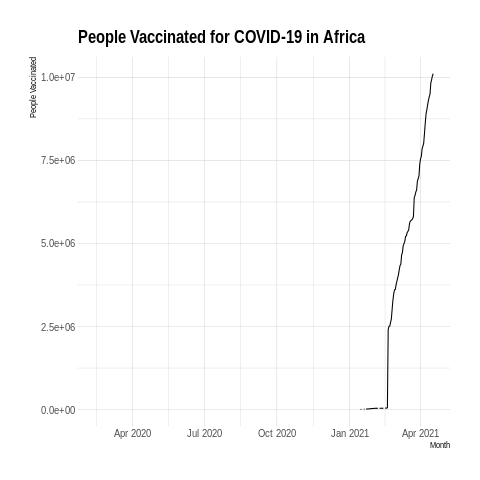 People Vaccinated for COVID-19 in Africa
People Vaccinated
1.0e+07
7.5e+06
5.0e+06
2.5e+06
0.0e+00
Apr 2020 Jul 2020 Oct 2020 Jan 2021 Apr 2021
Month